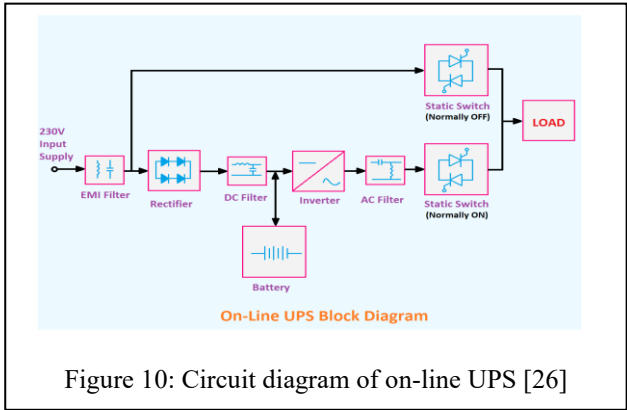 Static Switch
(Normally OFF)
LOAD
230V
Input
Supply
EMI Filter
Rectifier
DC Filter
Inverter
AC Filter
Static Switch
(Normally ON)
Battery
On-Line UPS Block Diagram
Figure 10: Circuit diagram of on-line UPS [26]